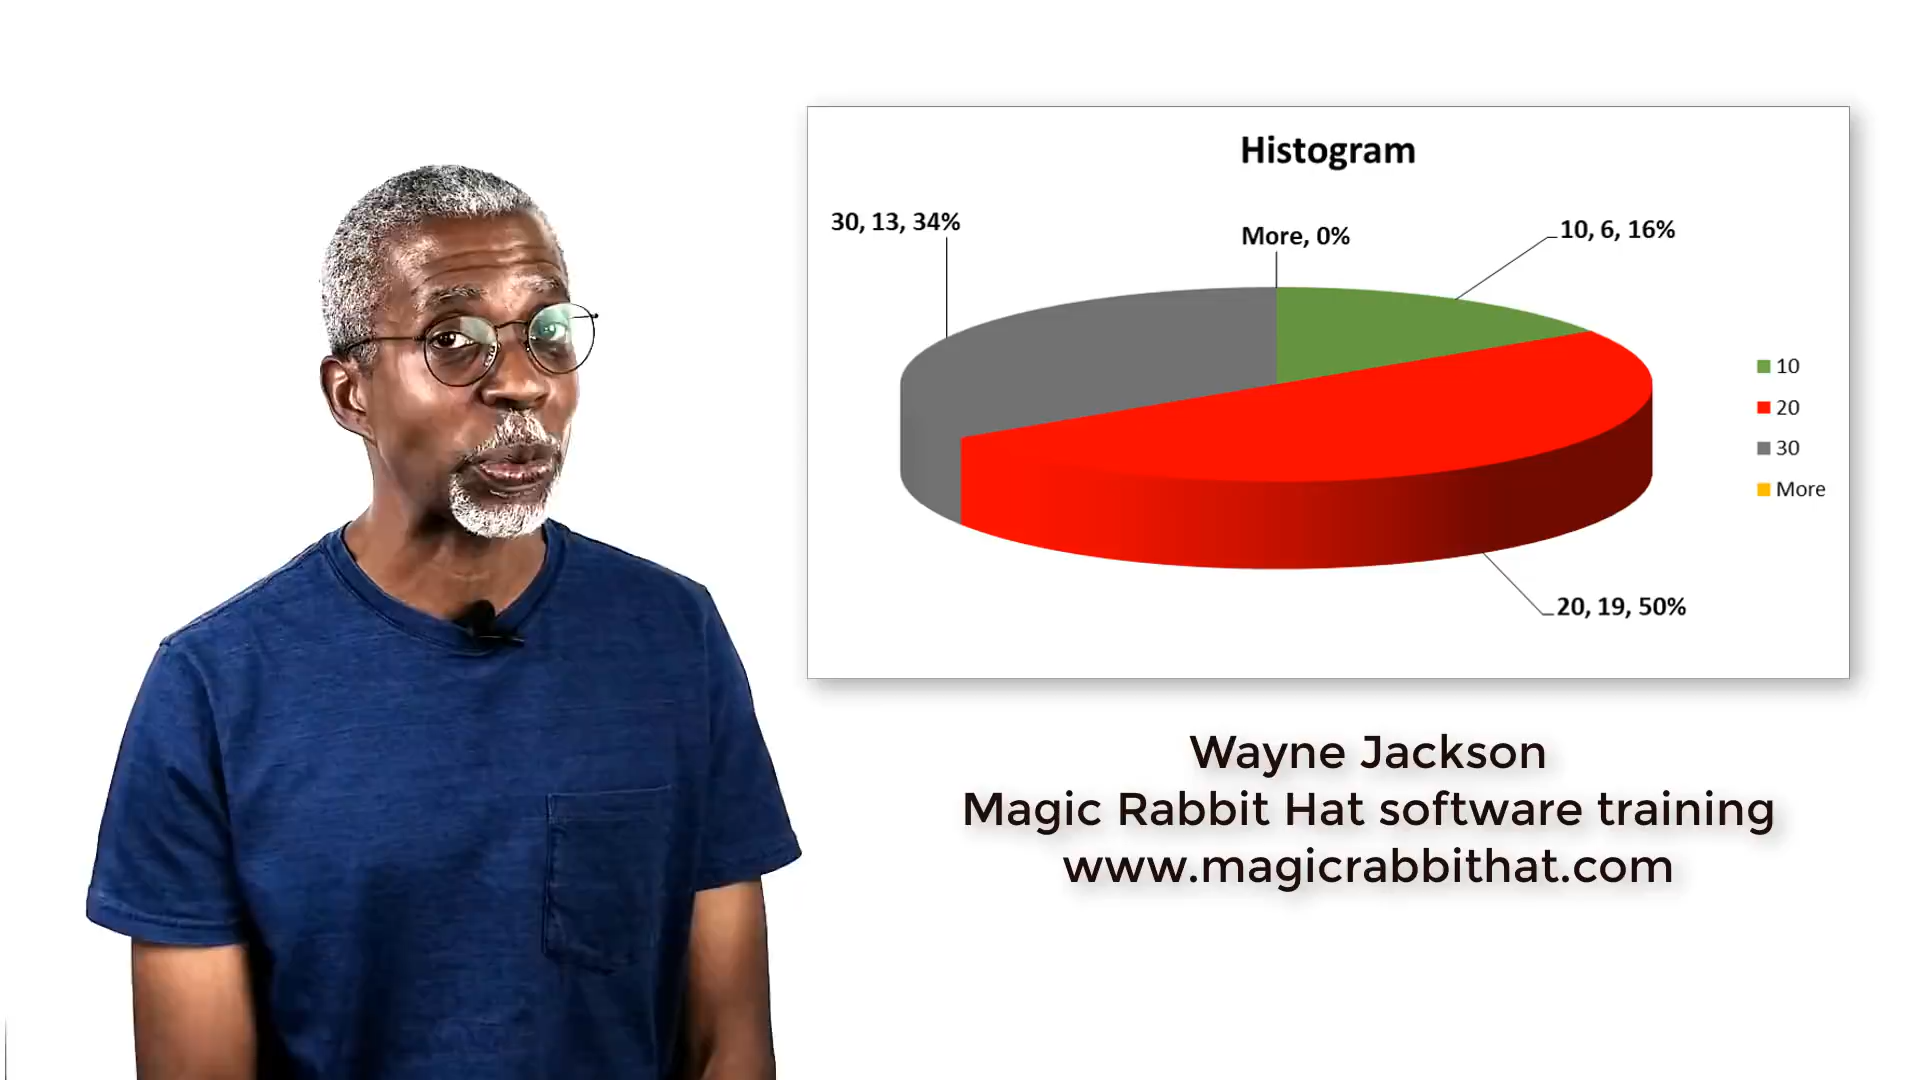 Histogram
30, 13, 34%
More, 0%
10, 6, 16%
10
20
30
More
20, 19, 50%
Wayne Jackson
Magic Rabbit Hat software training
www.magicrabbithat.com